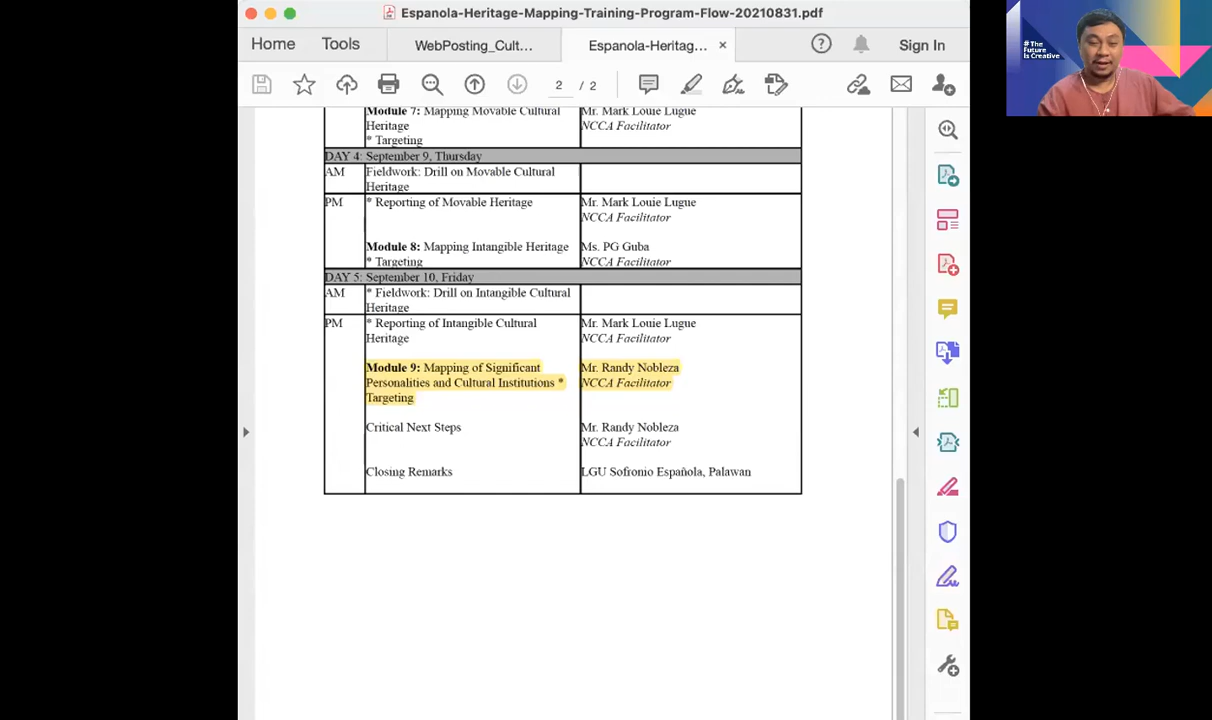 Espanola-Heritage-Mapping-Training-Program-Flow-20210831.pdf
Home
Tools
WebPosting_Cult...
Espanola-Heritag...
Sign In
2 / 2
# The
Future
Is Creative
Module 7: Mapping Movable Cultural
Heritage
* Targeting
Mr. Mark Louie Lugue
NCCA Facilitator
DAY 4: September 9, Thursday
AM
Fieldwork: Drill on Movable Cultural
Heritage
PM
* Reporting of Movable Heritage
Mr. Mark Louie Lugue
NCCA Facilitator
Module 8: Mapping Intangible Heritage
* Targeting
Ms. PG Guba
NCCA Facilitator
DAY 5: September 10, Friday
AM
* Fieldwork: Drill on Intangible Cultural
Heritage
PM
* Reporting of Intangible Cultural
Heritage
Mr. Mark Louie Lugue
NCCA Facilitator
Module 9: Mapping of Significant
Personalities and Cultural Institutions *
Targeting
Mr. Randy Nobleza
NCCA Facilitator
Critical Next Steps
Mr. Randy Nobleza
NCCA Facilitator
Closing Remarks
LGU Sofronio Española, Palawan